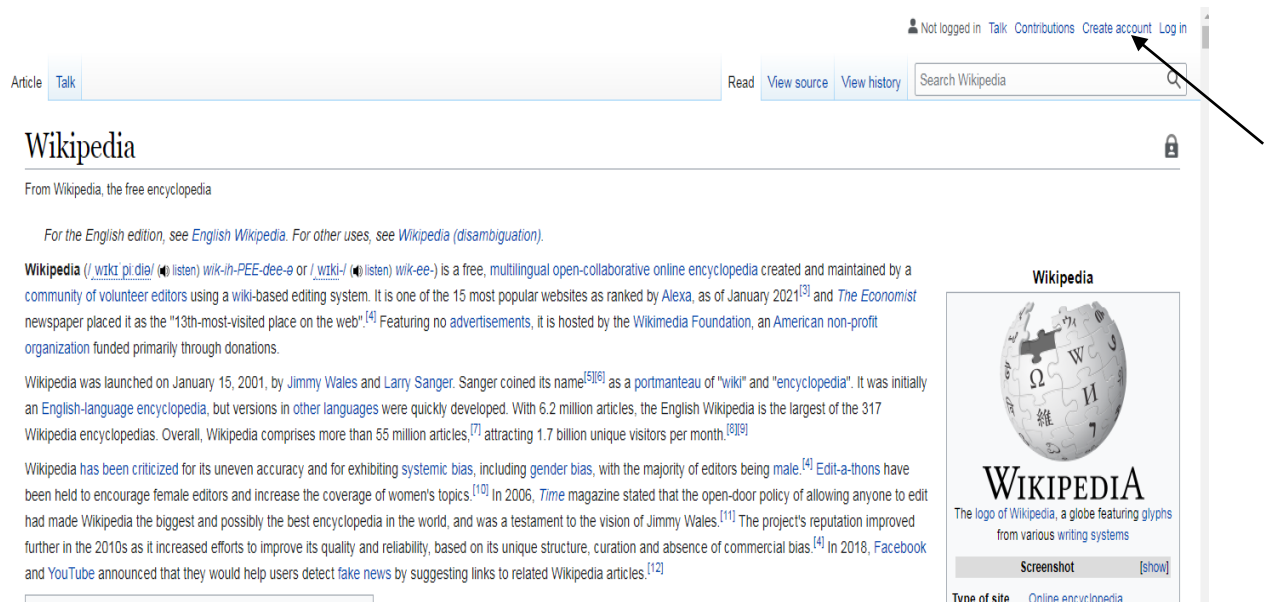 Not logged in Talk Contributions Create account Log in
Article Talk Read View source View history Search Wikipedia
Wikipedia
From Wikipedia, the free encyclopedia
For the English edition, see English Wikipedia. For other uses, see Wikipedia (disambiguation).
Wikipedia (/ˌwɪkɪˈpiːdiə/ (listen) wik-ih-PEE-dee-ə or /ˌwɪki-/ (listen) wik-ee-) is a free, multilingual open-collaborative online encyclopedia created and maintained by a
community of volunteer editors using a wiki-based editing system. It is one of the 15 most popular websites as ranked by Alexa, as of January 2021[3] and The Economist
newspaper placed it as the "13th-most-visited place on the web".[4] Featuring no advertisements, it is hosted by the Wikimedia Foundation, an American non-profit
organization funded primarily through donations.
Wikipedia was launched on January 15, 2001, by Jimmy Wales and Larry Sanger. Sanger coined its name[5][6] as a portmanteau of "wiki" and "encyclopedia". It was initially
an English-language encyclopedia, but versions in other languages were quickly developed. With 6.2 million articles, the English Wikipedia is the largest of the 317
Wikipedia encyclopedias. Overall, Wikipedia comprises more than 55 million articles,[7] attracting 1.7 billion unique visitors per month.[8][9]
Wikipedia has been criticized for its uneven accuracy and for exhibiting systemic bias, including gender bias, with the majority of editors being male.[4] Edit-a-thons have
been held to encourage female editors and increase the coverage of women's topics.[10] In 2006, Time magazine stated that the open-door policy of allowing anyone to edit
had made Wikipedia the biggest and possibly the best encyclopedia in the world, and was a testament to the vision of Jimmy Wales.[11] The project's reputation improved
further in the 2010s as it increased efforts to improve its quality and reliability, based on its unique structure, curation and absence of commercial bias.[4] In 2018, Facebook
and YouTube announced that they would help users detect fake news by suggesting links to related Wikipedia articles.[12]
Wikipedia
Ω W И 維 7
WIKIPEDIA
The logo of Wikipedia, a globe featuring glyphs
from various writing systems
Screenshot [show]
Type of site Online encyclopedia